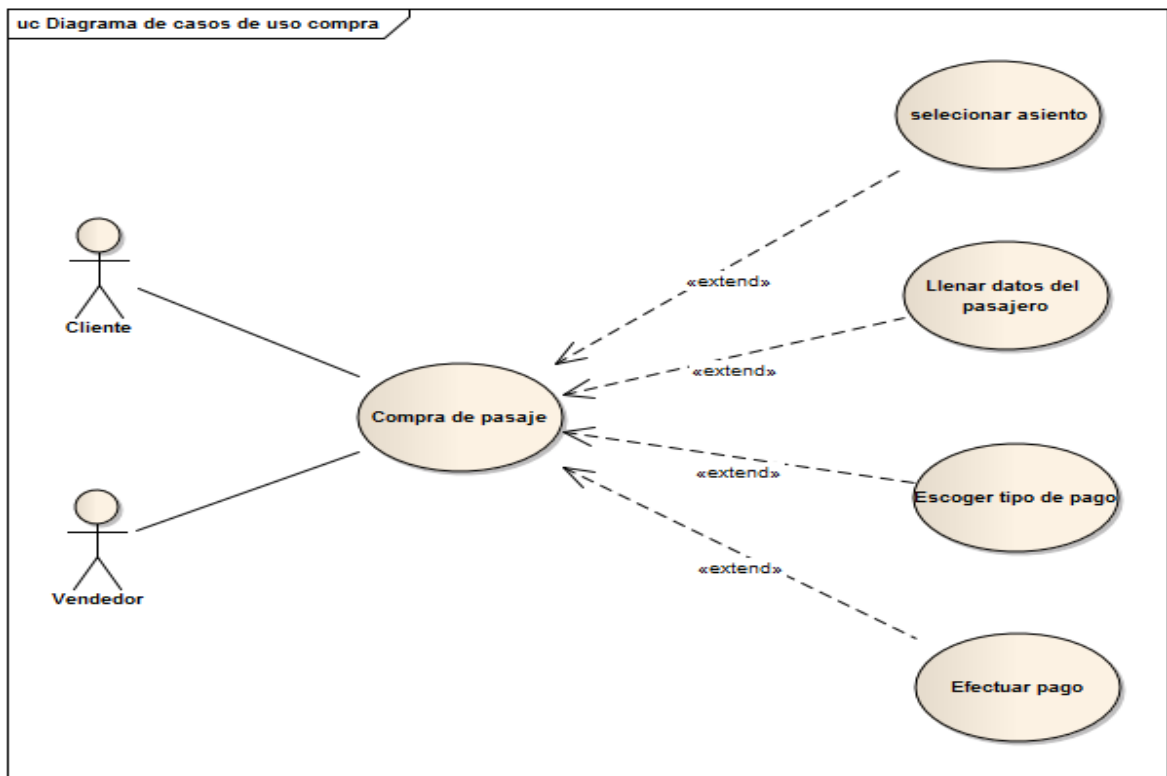 uc Diagrama de casos de uso compra
selecionar asiento
«extend»
Llenar datos del
pasajero
«extend»
Cliente
Compra de pasaje
«extend»
Escoger tipo de pago
«extend»
Vendedor
Efectuar pago